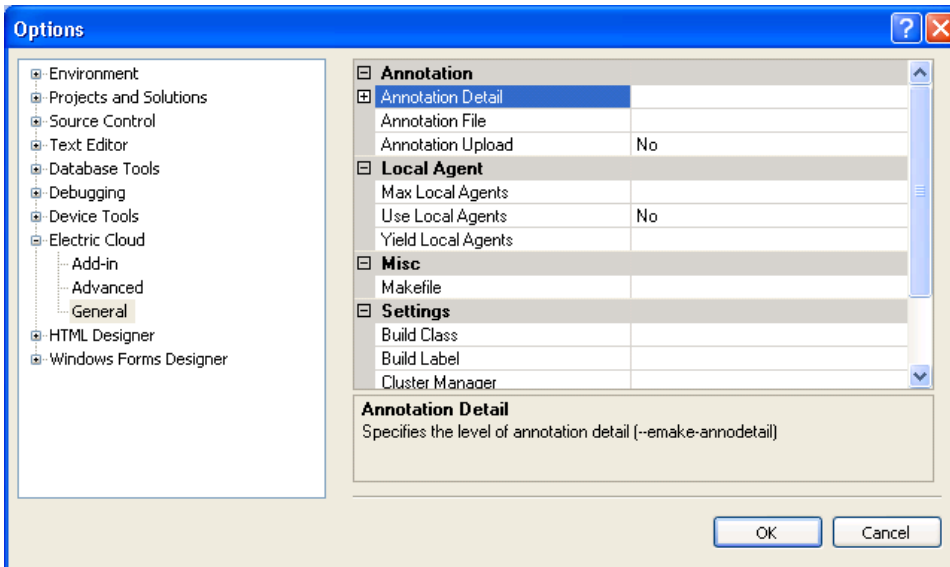 Options
Environment
Projects and Solutions
Source Control
Text Editor
Database Tools
Debugging
Device Tools
Electric Cloud
Add-in
Advanced
General
HTML Designer
Windows Forms Designer
Annotation
Annotation Detail
Annotation File
Annotation Upload No
Local Agent
Max Local Agents
Use Local Agents No
Yield Local Agents
Misc
Makefile
Settings
Build Class
Build Label
Cluster Manager
Annotation Detail
Specifies the level of annotation detail (--emake-annodetail)
OK Cancel